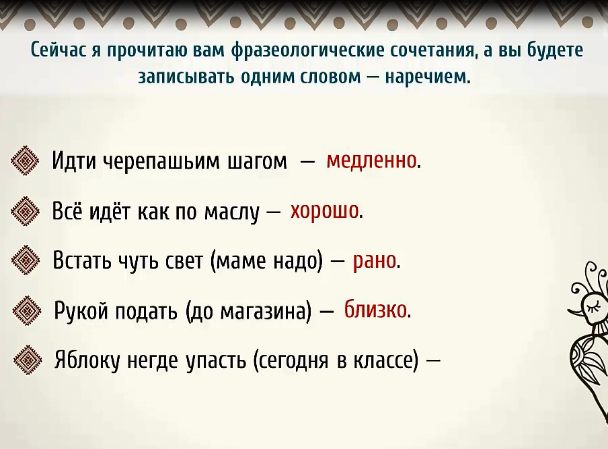 Сейчас я прочитаю вам фразеологические сочетания, а вы будете
записывать одним словом – наречием.
Идти черепашьим шагом – медленно.
Всё идёт как по маслу – хорошо.
Встать чуть свет (маме надо) – рано.
Рукой подать (до магазина) – близко.
Яблоку негде упасть (сегодня в классе) –